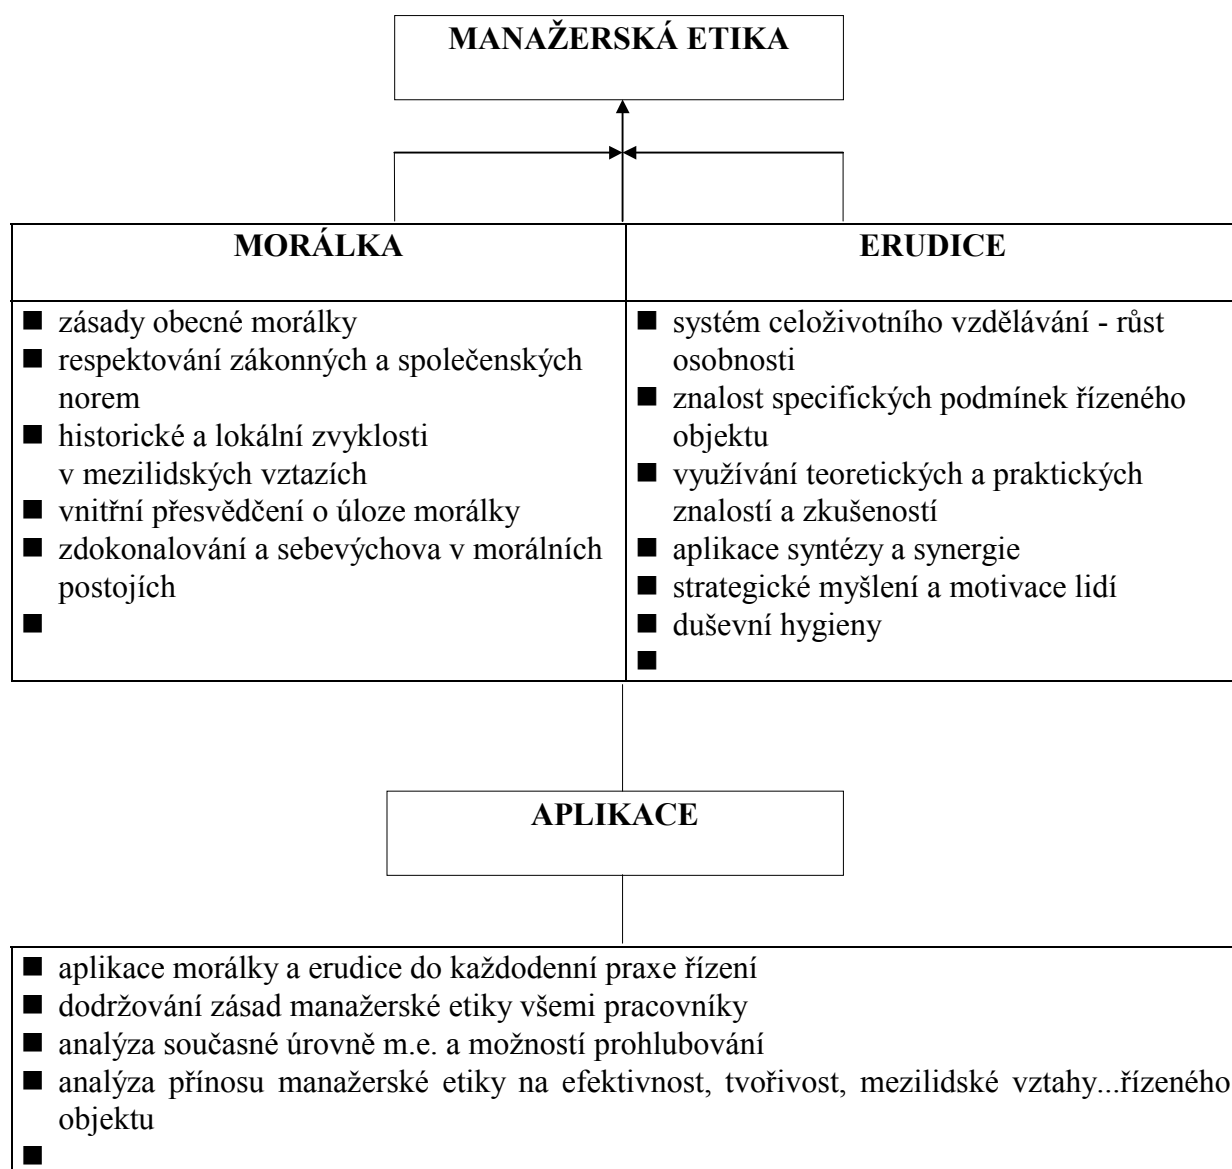 MANAŽERSKÁ ETIKA
MORÁLKA
■ zásady obecné morálky
■ respektování zákonných a společenských
norem
■ historické a lokální zvyklosti
v mezilidských vztazích
■ vnitřní přesvědčení o úloze morálky
■ zdokonalování a sebevýchova v morálních
postojích
■
ERUDICE
■ systém celoživotního vzdělávání - růst
osobnosti
■ znalost specifických podmínek řízeného
objektu
■ využívání teoretických a praktických
znalostí a zkušeností
■ aplikace syntézy a synergie
■ strategické myšlení a motivace lidí
■ duševní hygieny
■
APLIKACE
■ aplikace morálky a erudice do každodenní praxe řízení
■ dodržování zásad manažerské etiky všemi pracovníky
■ analýza současné úrovně m.e. a možností prohlubování
■ analýza přínosu manažerské etiky na efektivnost, tvořivost, mezilidské vztahy...řízeného
objektu
■